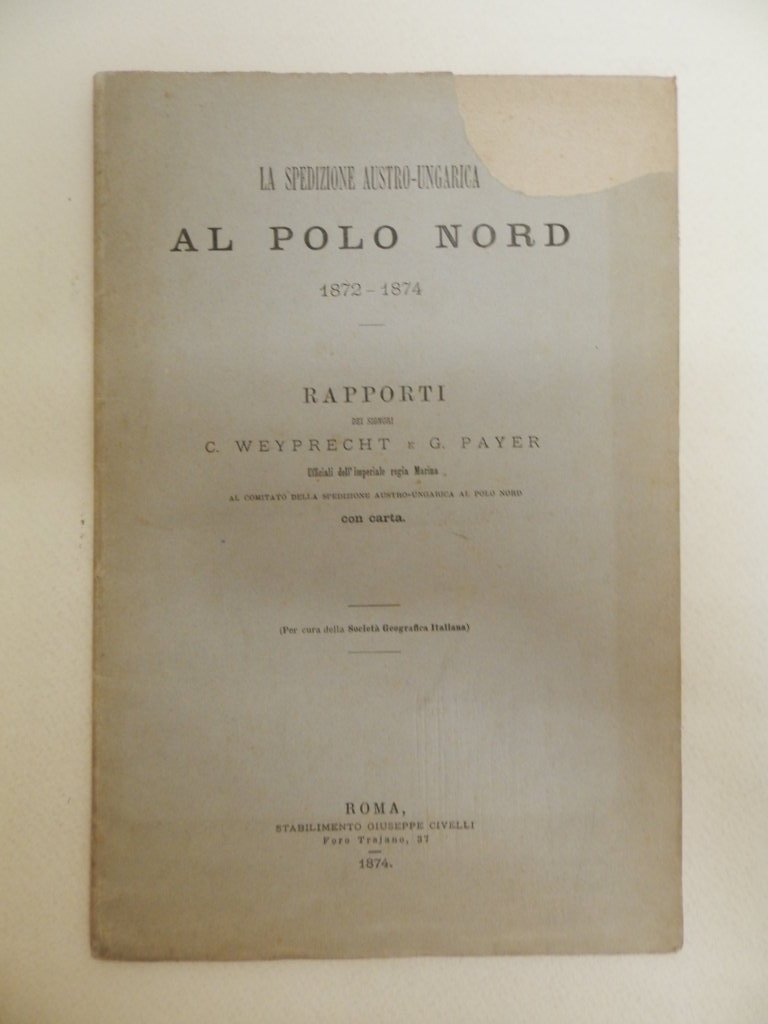 LA SPEDIZIONE AUSTRO-UNGARICA
AL POLO NORD
1872-1874
RAPPORTI
DEI SIGNORI
C. WEYPRECHT E G. PAYER
Ufficiali dell'imperiale regia Marina
AL COMITATO DELLA SPEDIZIONE AUSTRO-UNGARICA AL POLO NORD
con carta.
(Per cura della Società Geografica Italiana)
ROMA,
STABILIMENTO GIUSEPPE CIVELLI
Foro Trajano, 37
1874.